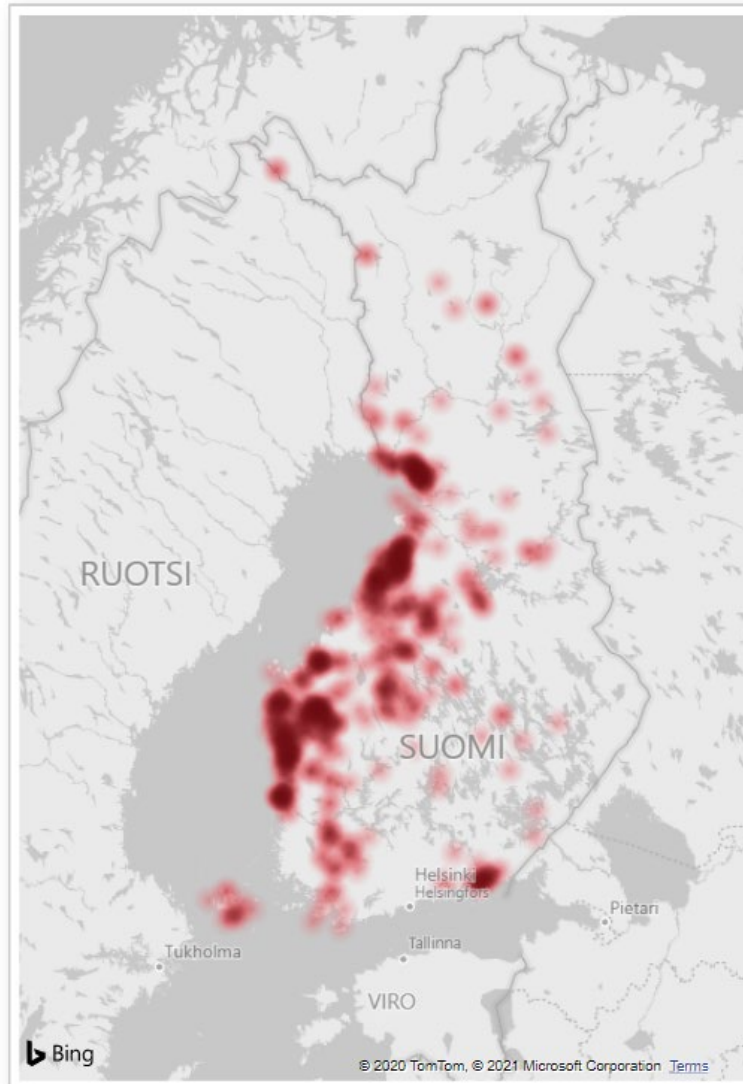 RUOTSI
SUOMI
Helsinki
Helsingfors
Pietari
Tukholma
Tallinna
VIRO
Bing
© 2020 TomTom, © 2021 Microsoft Corporation Terms